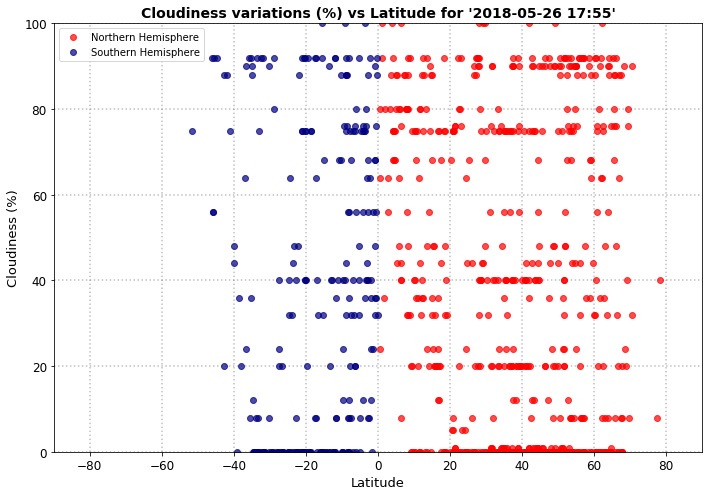 Cloudiness variations (%) vs Latitude for '2018-05-26 17:55'
Northern Hemisphere
Southern Hemisphere
100
80
60
40
20
0
Cloudiness (%)
−80 −60 −40 −20 0 20 40 60 80
Latitude